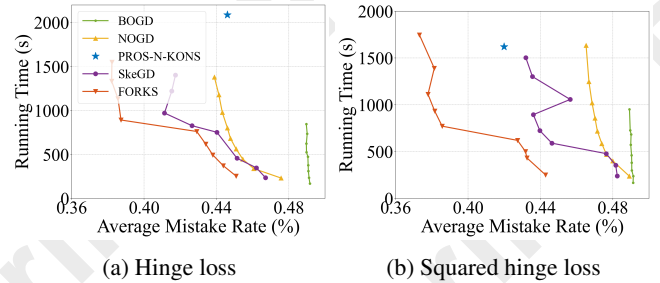 2000
1500
1000
500
0
Running Time (s)
BOGD
NOGD
PROS-N-KONS
SkeGD
FORKS
0.36 0.40 0.44 0.48
Average Mistake Rate (%)
(a) Hinge loss
2000
1500
1000
500
0
Running Time (s)
0.36 0.40 0.44 0.48
Average Mistake Rate (%)
(b) Squared hinge loss